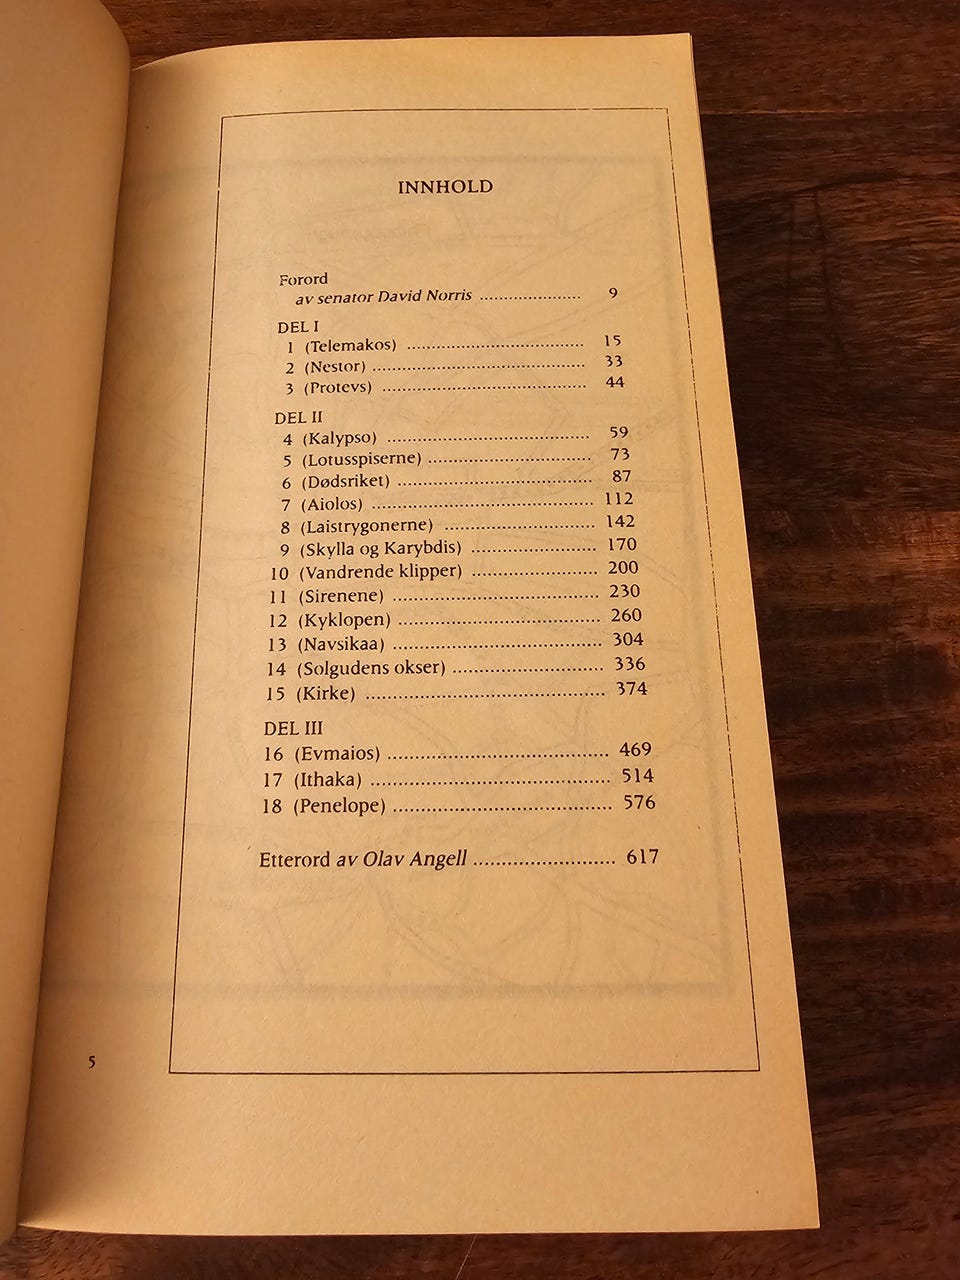 INNHOLD
Forord
av senator David Norris ..................... 9
DEL I
1 (Telemakos) .................................... 15
2 (Nestor) ........................................... 33
3 (Protevs) ......................................... 44
DEL II
4 (Kalypso) ......................................... 59
5 (Lotusspiserne) .................................. 73
6 (Dødsriket) ....................................... 87
7 (Aiolos) ............................................. 112
8 (Laistrygonerne) .............................. 142
9 (Skylla og Karybdis) ......................... 170
10 (Vandrende klipper) ......................... 200
11 (Sirenene) ......................................... 230
12 (Kyklopen) ........................................ 260
13 (Navsikaa) ......................................... 304
14 (Solgudens okser) .............................. 336
15 (Kirke) ............................................... 374
DEL III
16 (Evmaios) ........................................... 469
17 (Ithaka) .............................................. 514
18 (Penelope) .......................................... 576
Etterord av Olav Angell ........................... 617
5